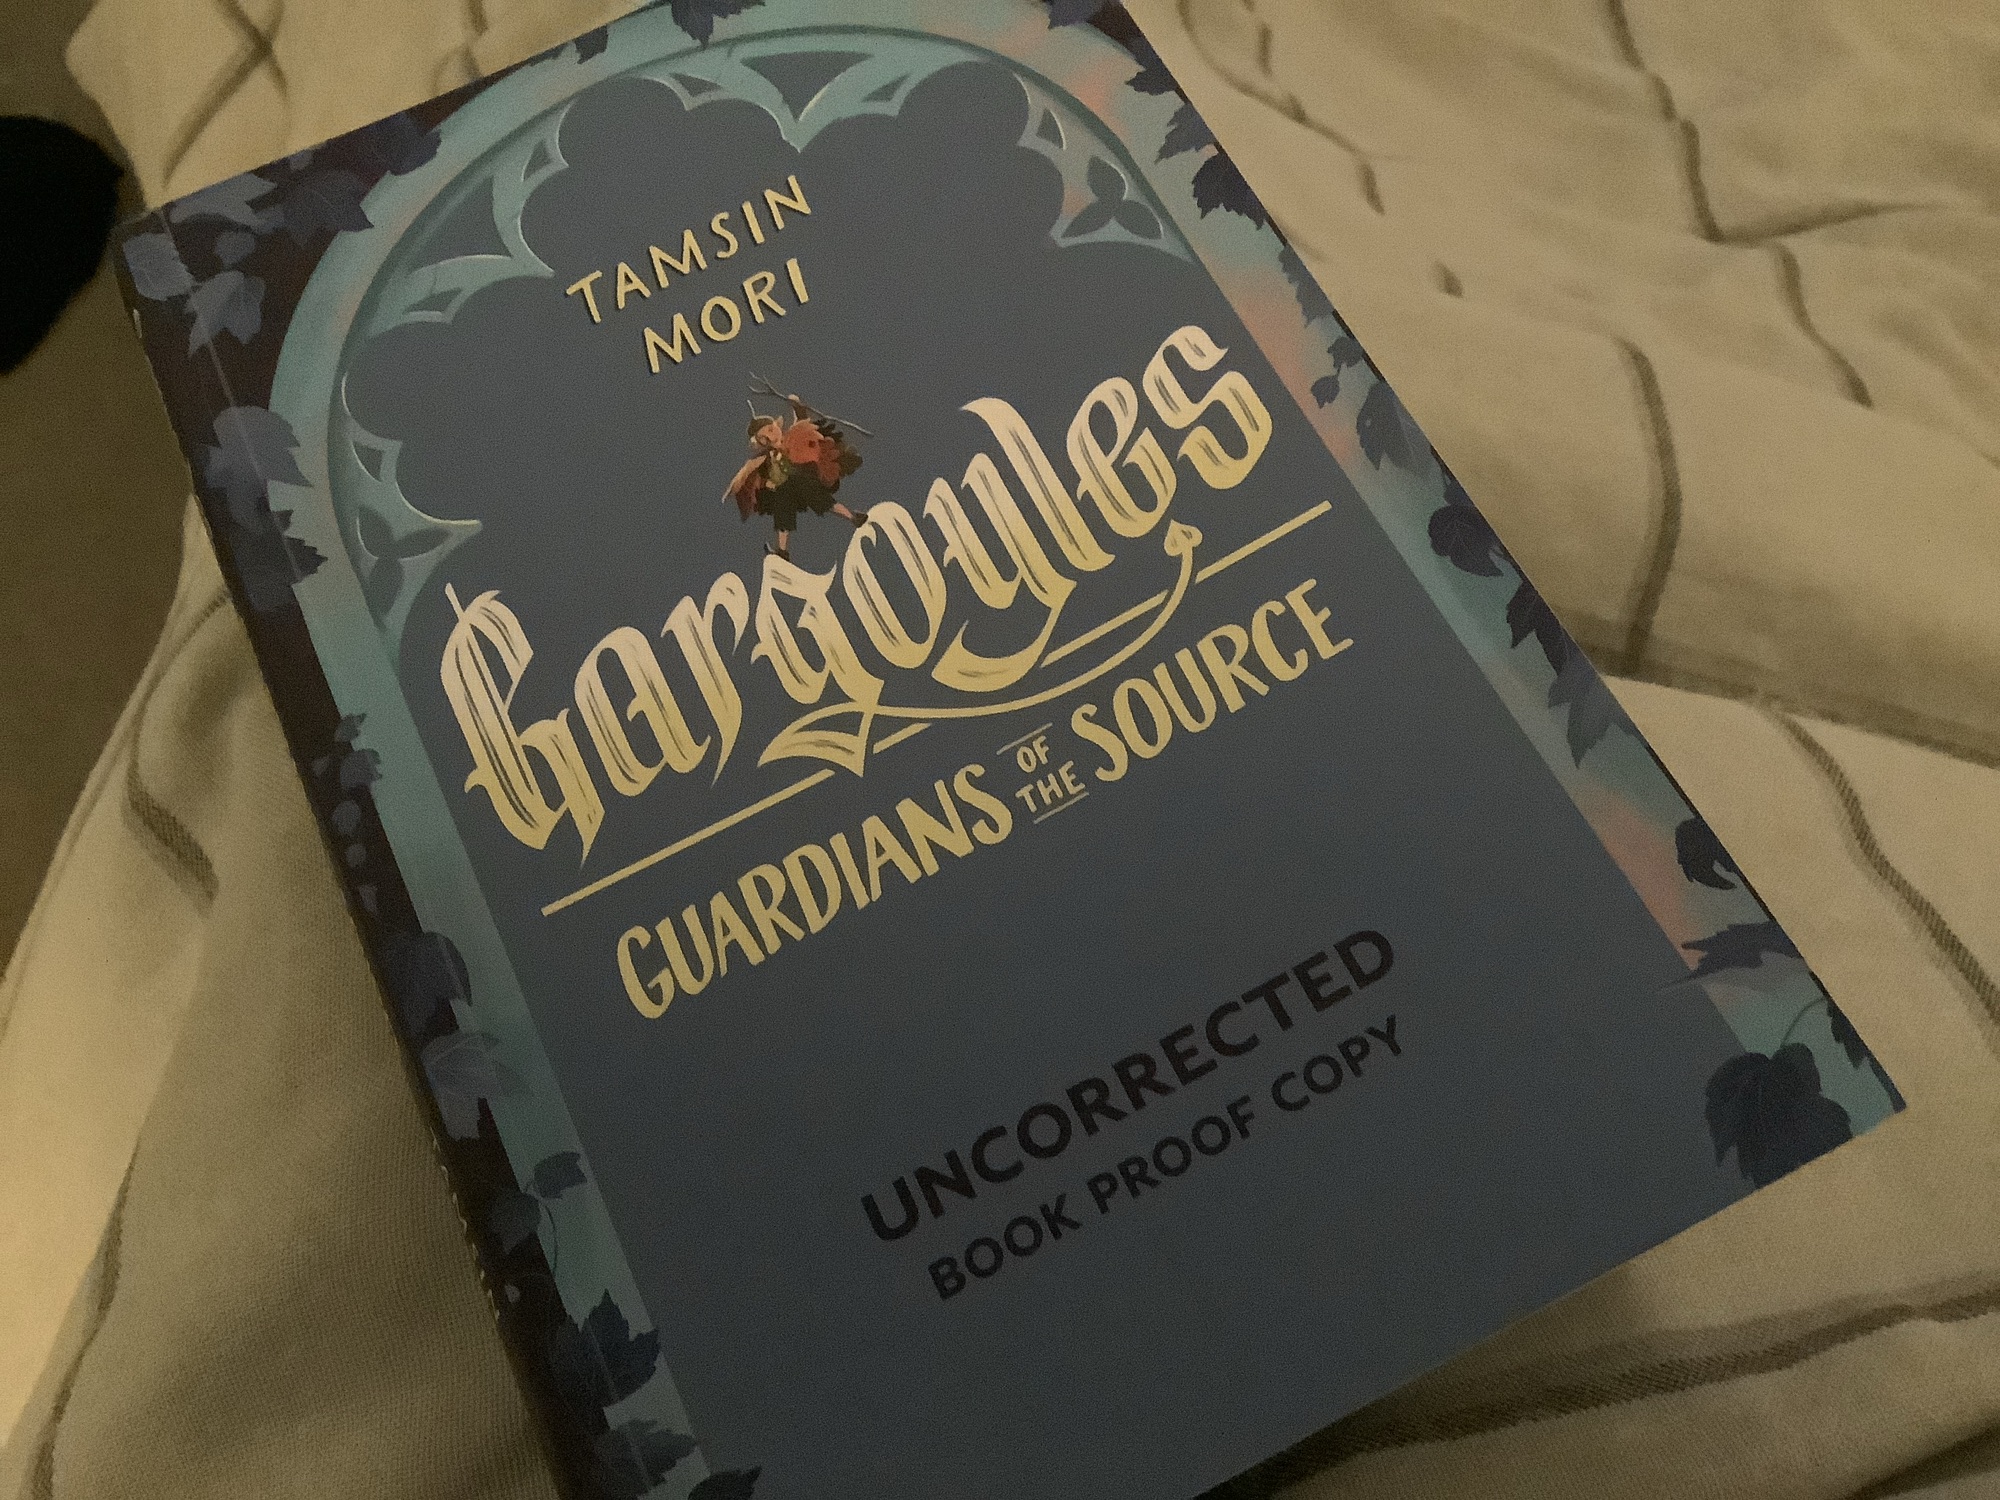 TAMSIN
MORI
Gargoyles
GUARDIANS OF THE SOURCE
UNCORRECTED
BOOK PROOF COPY